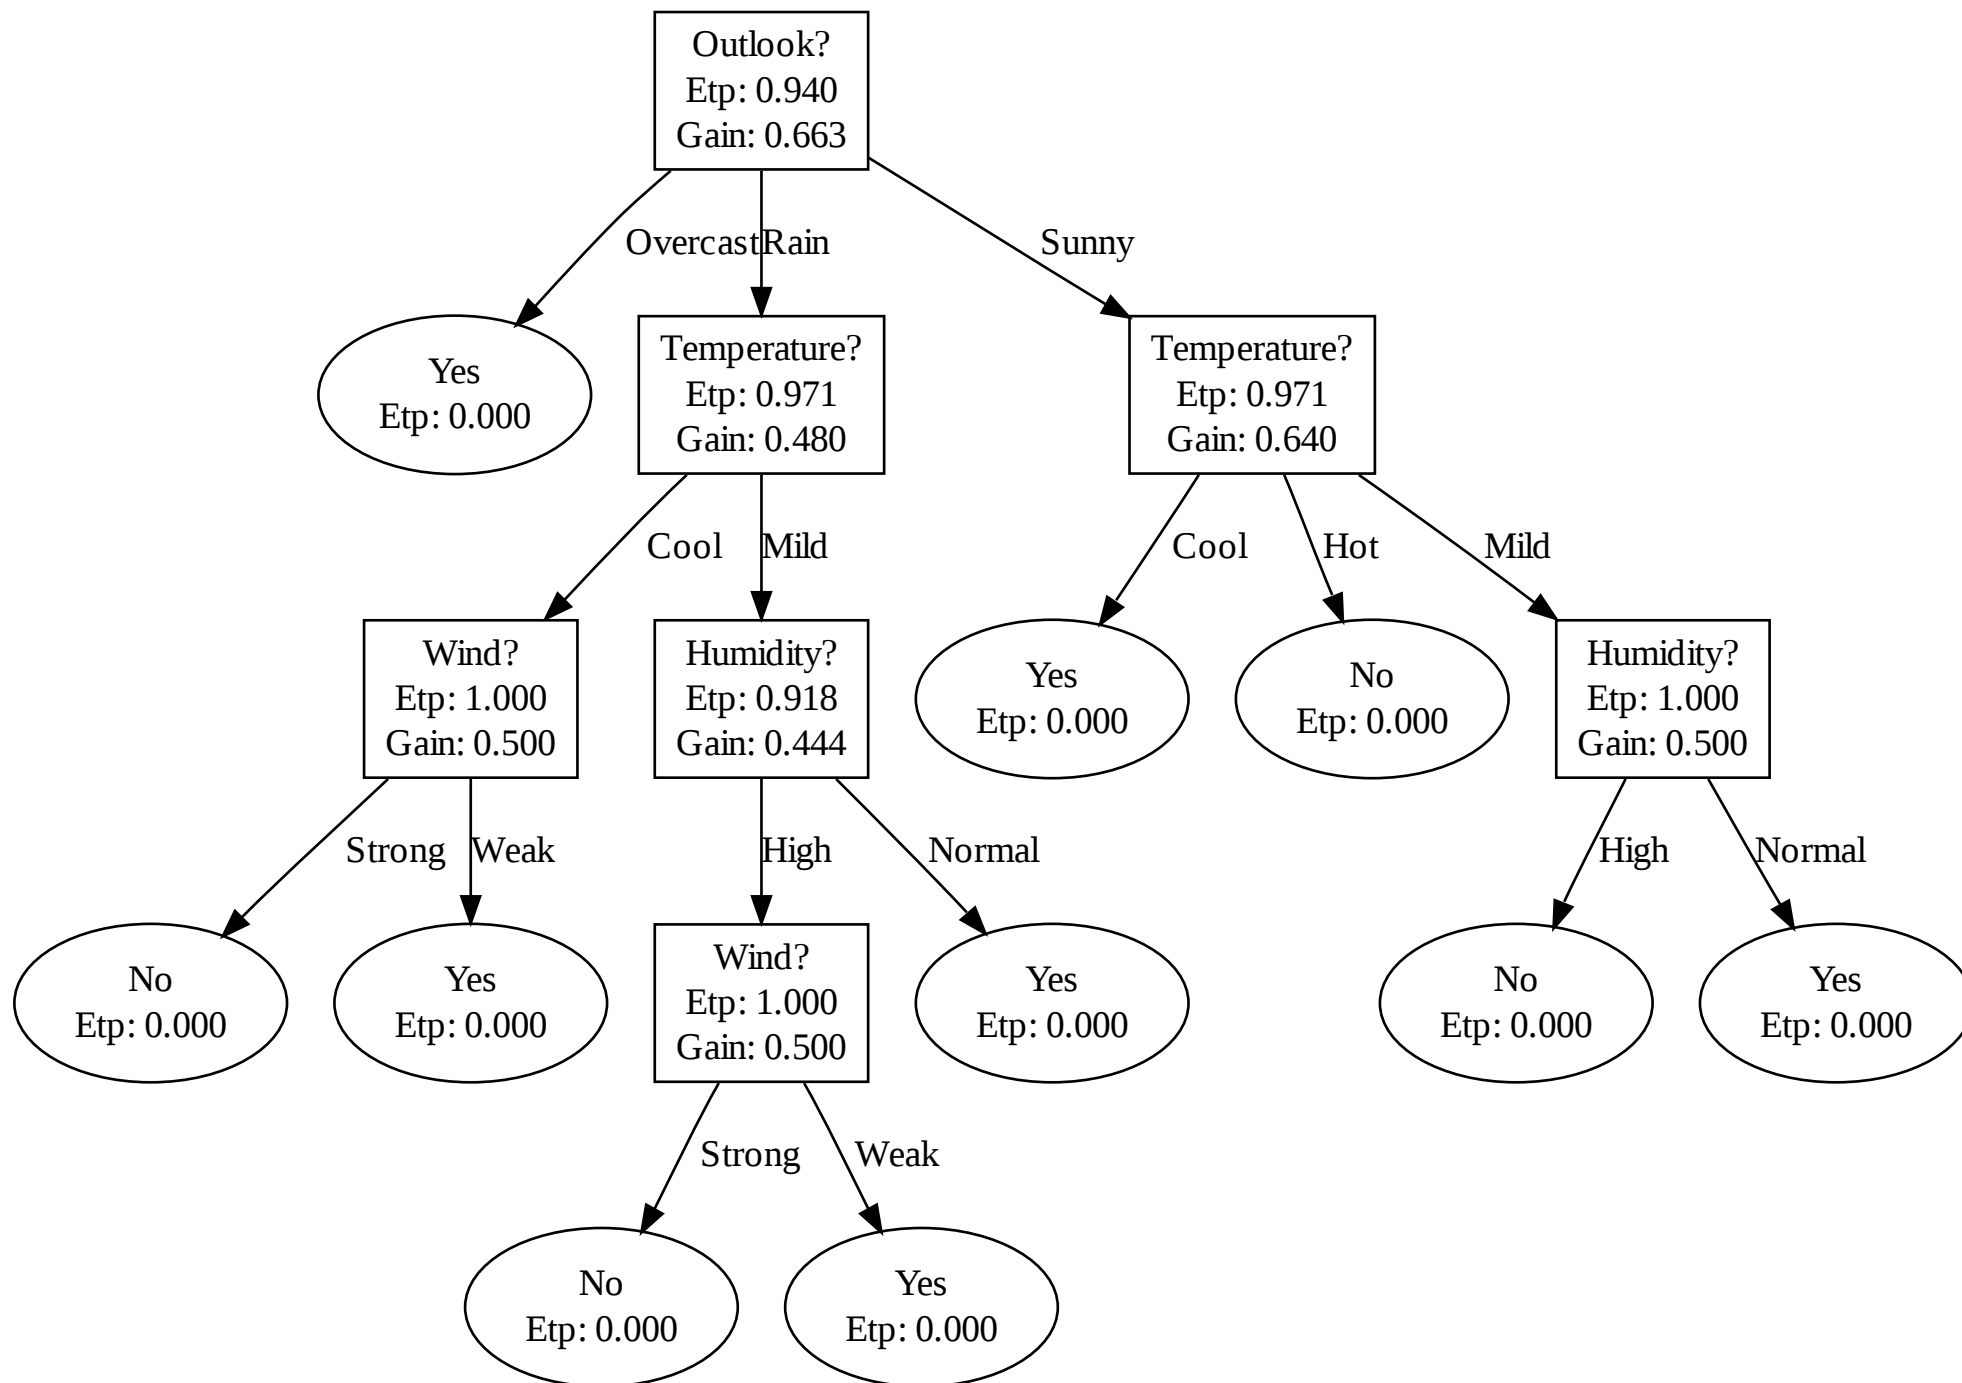 Outlook?
Etp: 0.940
Gain: 0.663
Overcast
Rain
Sunny
Yes
Etp: 0.000
Temperature?
Etp: 0.971
Gain: 0.480
Temperature?
Etp: 0.971
Gain: 0.640
Cool
Mild
Cool
Hot
Mild
Wind?
Etp: 1.000
Gain: 0.500
Humidity?
Etp: 0.918
Gain: 0.444
Yes
Etp: 0.000
No
Etp: 0.000
Humidity?
Etp: 1.000
Gain: 0.500
Strong
Weak
High
Normal
High
Normal
No
Etp: 0.000
Yes
Etp: 0.000
Wind?
Etp: 1.000
Gain: 0.500
Yes
Etp: 0.000
No
Etp: 0.000
Yes
Etp: 0.000
Strong
Weak
No
Etp: 0.000
Yes
Etp: 0.000